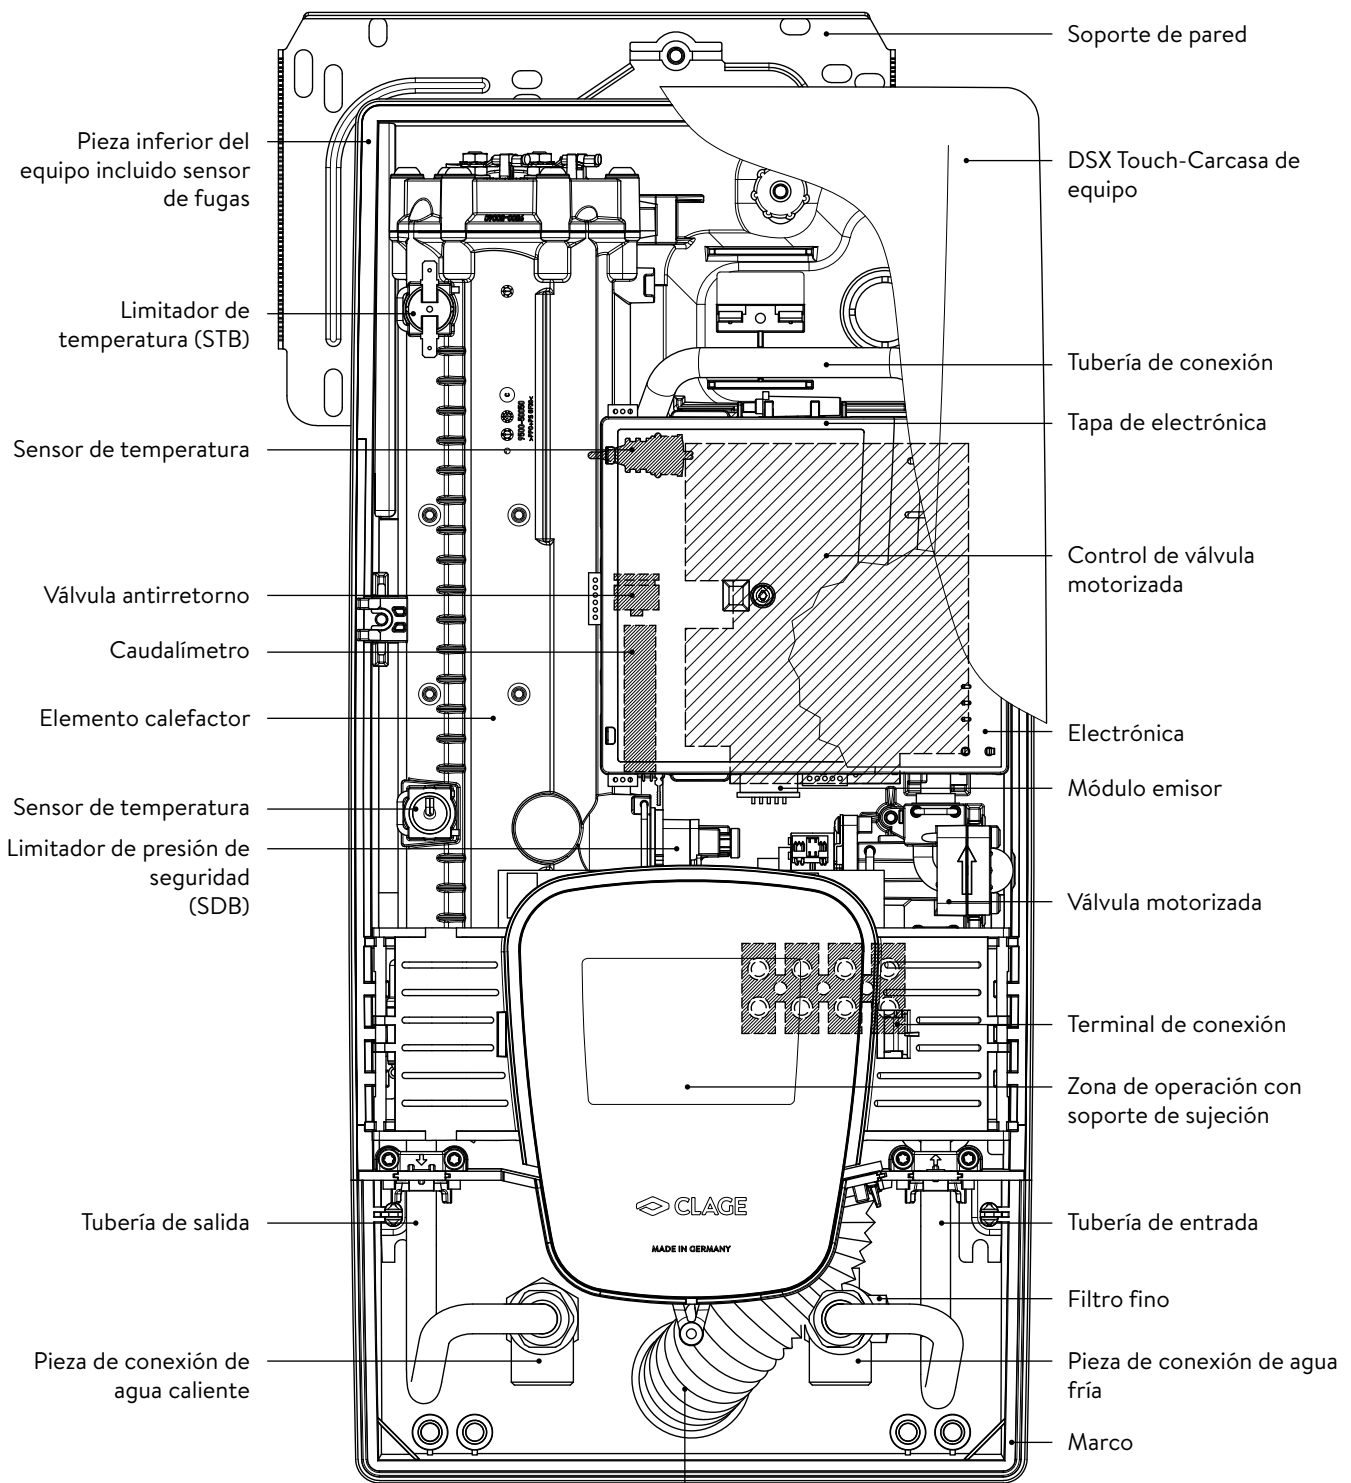 Soporte de pared
Pieza inferior del
equipo incluido sensor
de fugas
DSX Touch-Carcasa de
equipo
Limitador de
temperatura (STB)
Tubería de conexión
Tapa de electrónica
Sensor de temperatura
Control de válvula
motorizada
Válvula antirretorno
Caudalímetro
Elemento calefactor
Electrónica
Módulo emisor
Sensor de temperatura
Limitador de presión de
seguridad
(SDB)
Válvula motorizada
Terminal de conexión
Zona de operación con
soporte de sujeción
CLAGE
MADE IN GERMANY
Tubería de salida
Tubería de entrada
Filtro fino
Pieza de conexión de
agua caliente
Pieza de conexión de agua
fría
Marco